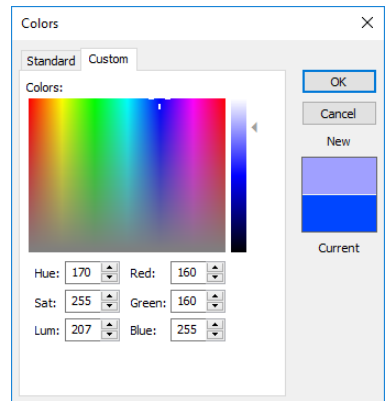 Colors
Standard Custom
Colors:
OK
Cancel
New
Current
Hue: 170 Red: 160
Sat: 255 Green: 160
Lum: 207 Blue: 255